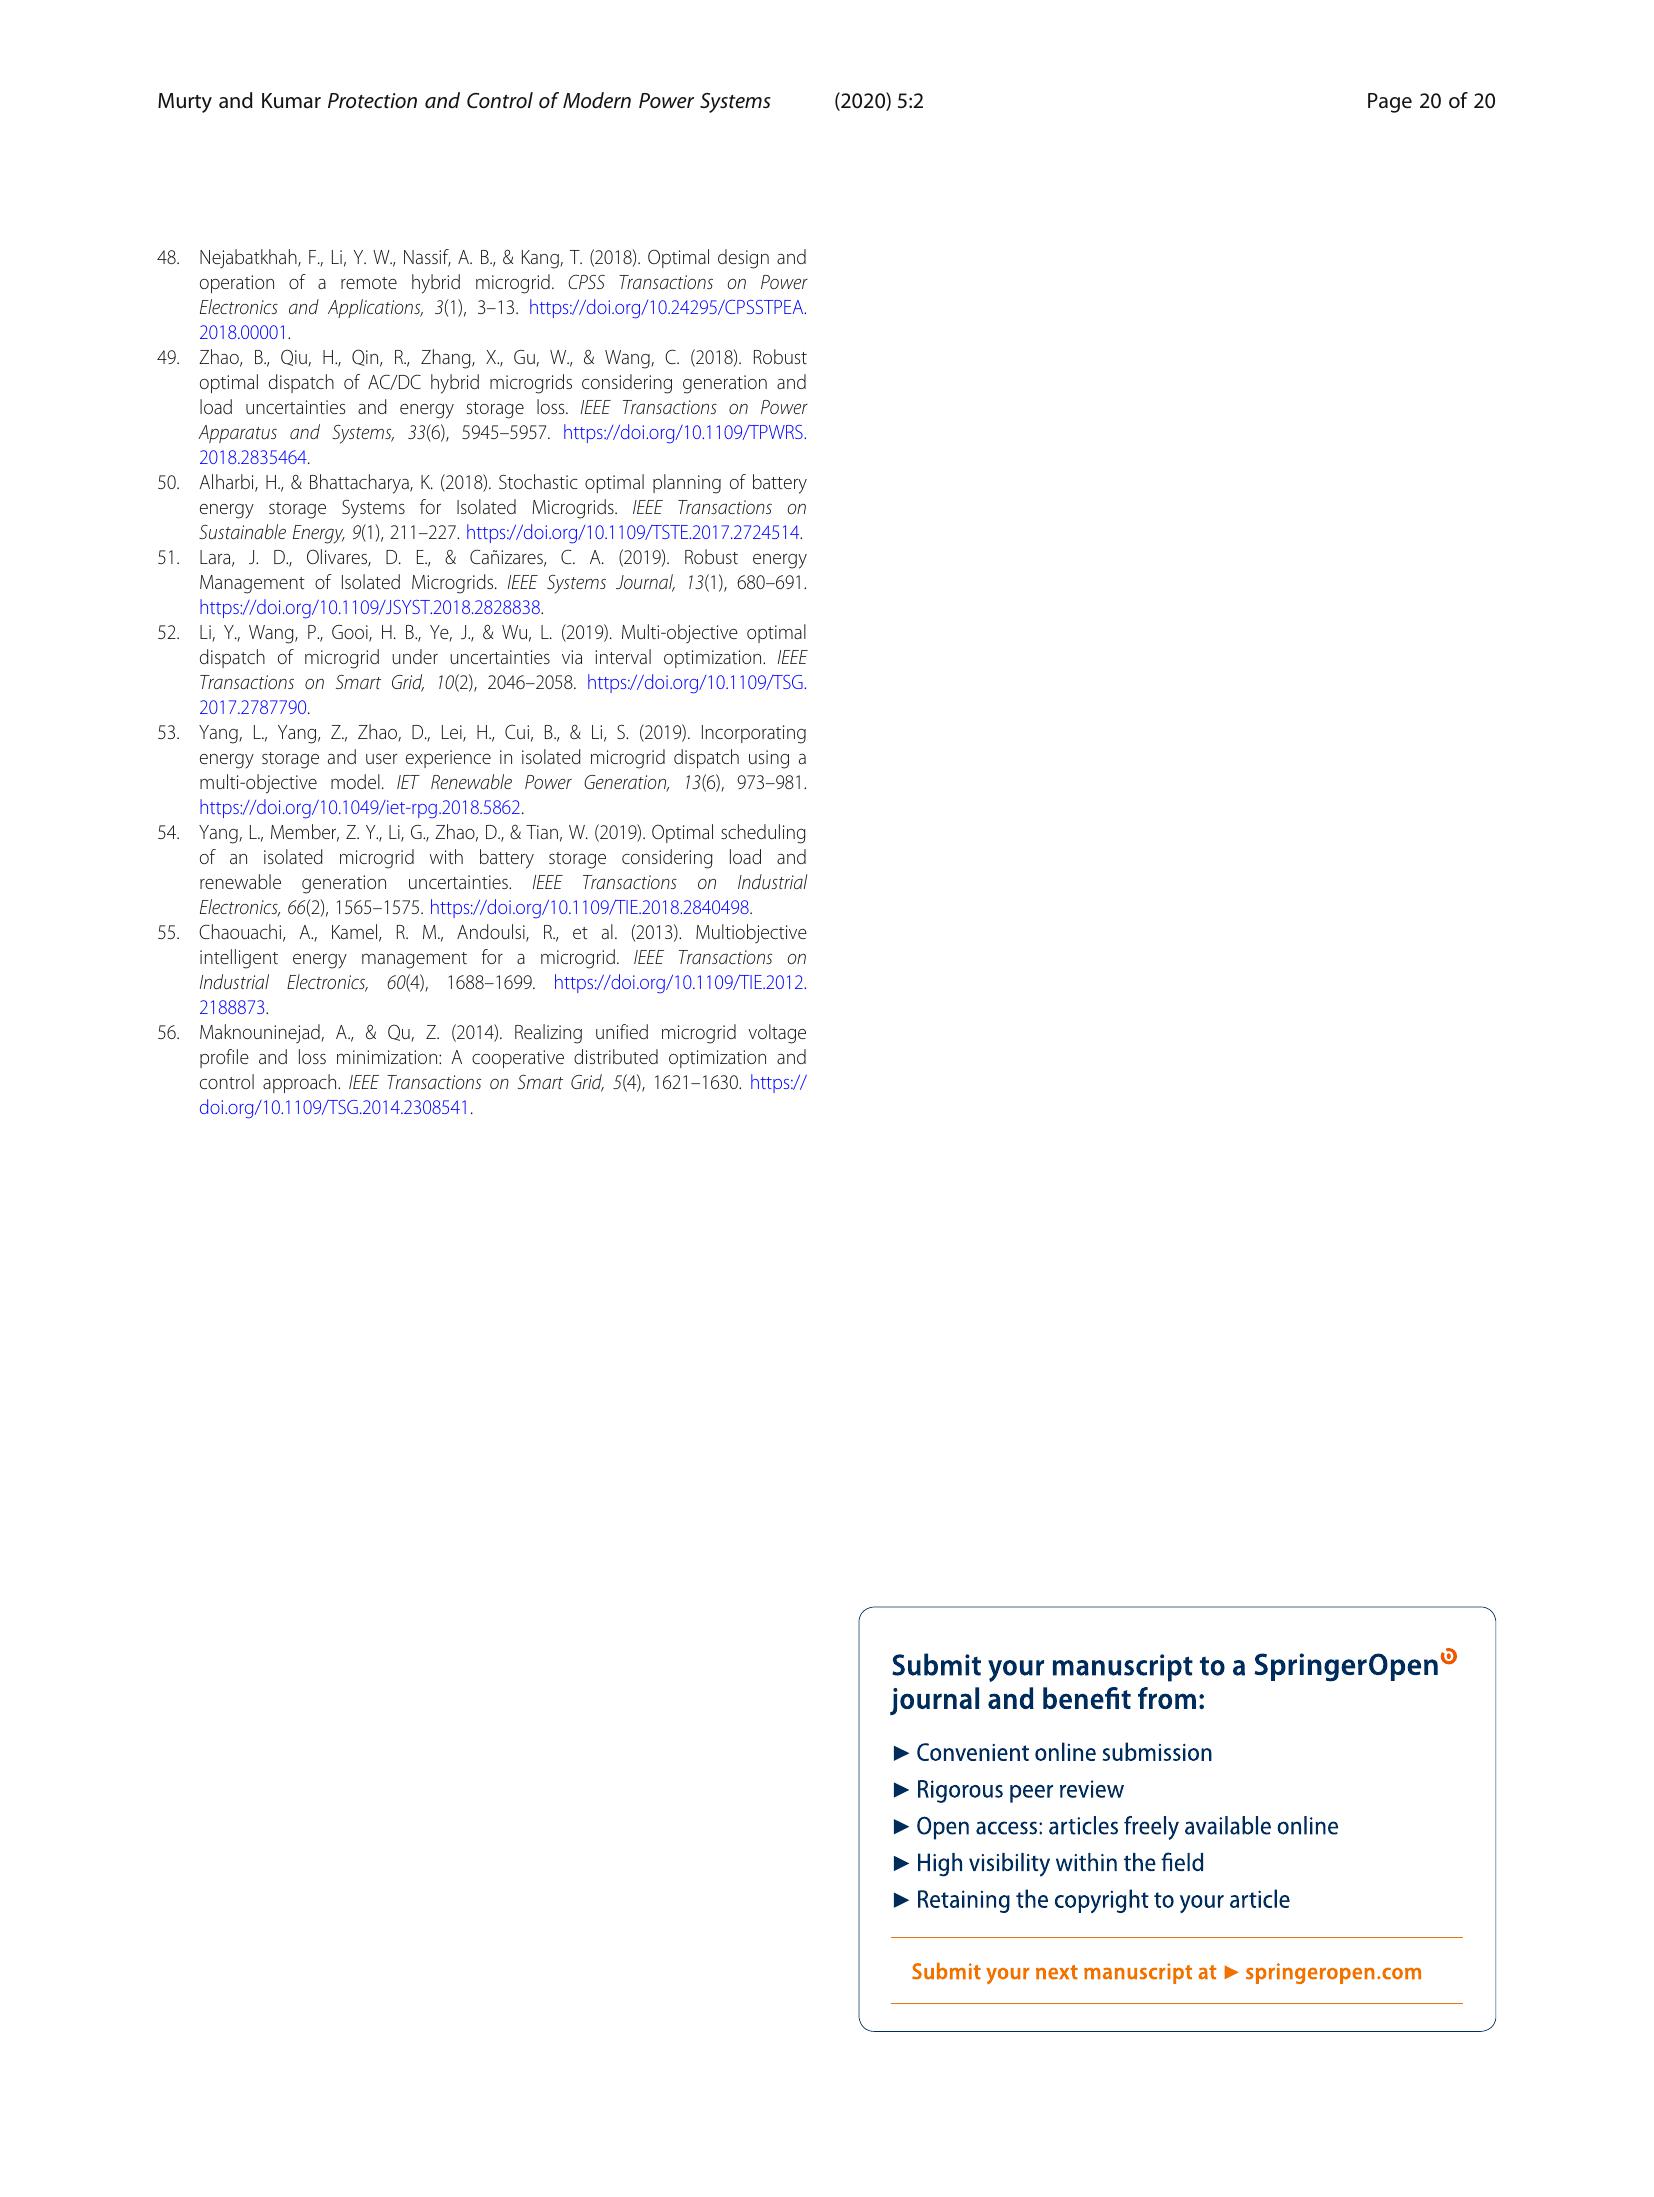 Murty and Kumar Protection and Control of Modern Power Systems (2020) 5:2 Page 20 of 20
48. Nejabatkhah, F., Li, Y. W., Nassif, A. B., & Kang, T. (2018). Optimal design and
operation of a remote hybrid microgrid. CPSS Transactions on Power
Electronics and Applications, 3(1), 3–13. https://doi.org/10.24295/CPSSTPEA.
2018.00001.
49. Zhao, B., Qiu, H., Qin, R., Zhang, X., Gu, W., & Wang, C. (2018). Robust
optimal dispatch of AC/DC hybrid microgrids considering generation and
load uncertainties and energy storage loss. IEEE Transactions on Power
Apparatus and Systems, 33(6), 5945–5957. https://doi.org/10.1109/TPWRS.
2018.2835464.
50. Alharbi, H., & Bhattacharya, K. (2018). Stochastic optimal planning of battery
energy storage Systems for Isolated Microgrids. IEEE Transactions on
Sustainable Energy, 9(1), 211–227. https://doi.org/10.1109/TSTE.2017.2724514.
51. Lara, J. D., Olivares, D. E., & Cañizares, C. A. (2019). Robust energy
Management of Isolated Microgrids. IEEE Systems Journal, 13(1), 680–691.
https://doi.org/10.1109/JSYST.2018.2828838.
52. Li, Y., Wang, P., Gooi, H. B., Ye, J., & Wu, L. (2019). Multi-objective optimal
dispatch of microgrid under uncertainties via interval optimization. IEEE
Transactions on Smart Grid, 10(2), 2046–2058. https://doi.org/10.1109/TSG.
2017.2787790.
53. Yang, L., Yang, Z., Zhao, D., Lei, H., Cui, B., & Li, S. (2019). Incorporating
energy storage and user experience in isolated microgrid dispatch using a
multi-objective model. IET Renewable Power Generation, 13(6), 973–981.
https://doi.org/10.1049/iet-rpg.2018.5862.
54. Yang, L., Member, Z. Y., Li, G., Zhao, D., & Tian, W. (2019). Optimal scheduling
of an isolated microgrid with battery storage considering load and
renewable generation uncertainties. IEEE Transactions on Industrial
Electronics, 66(2), 1565–1575. https://doi.org/10.1109/TIE.2018.2840498.
55. Chaouachi, A., Kamel, R. M., Andoulsi, R., et al. (2013). Multiobjective
intelligent energy management for a microgrid. IEEE Transactions on
Industrial Electronics, 60(4), 1688–1699. https://doi.org/10.1109/TIE.2012.
2188873.
56. Maknouninejad, A., & Qu, Z. (2014). Realizing unified microgrid voltage
profile and loss minimization: A cooperative distributed optimization and
control approach. IEEE Transactions on Smart Grid, 5(4), 1621–1630. https://
doi.org/10.1109/TSG.2014.2308541.
Submit your manuscript to a SpringerOpen
journal and benefit from:
► Convenient online submission
► Rigorous peer review
► Open access: articles freely available online
► High visibility within the field
► Retaining the copyright to your article
Submit your next manuscript at ► springeropen.com